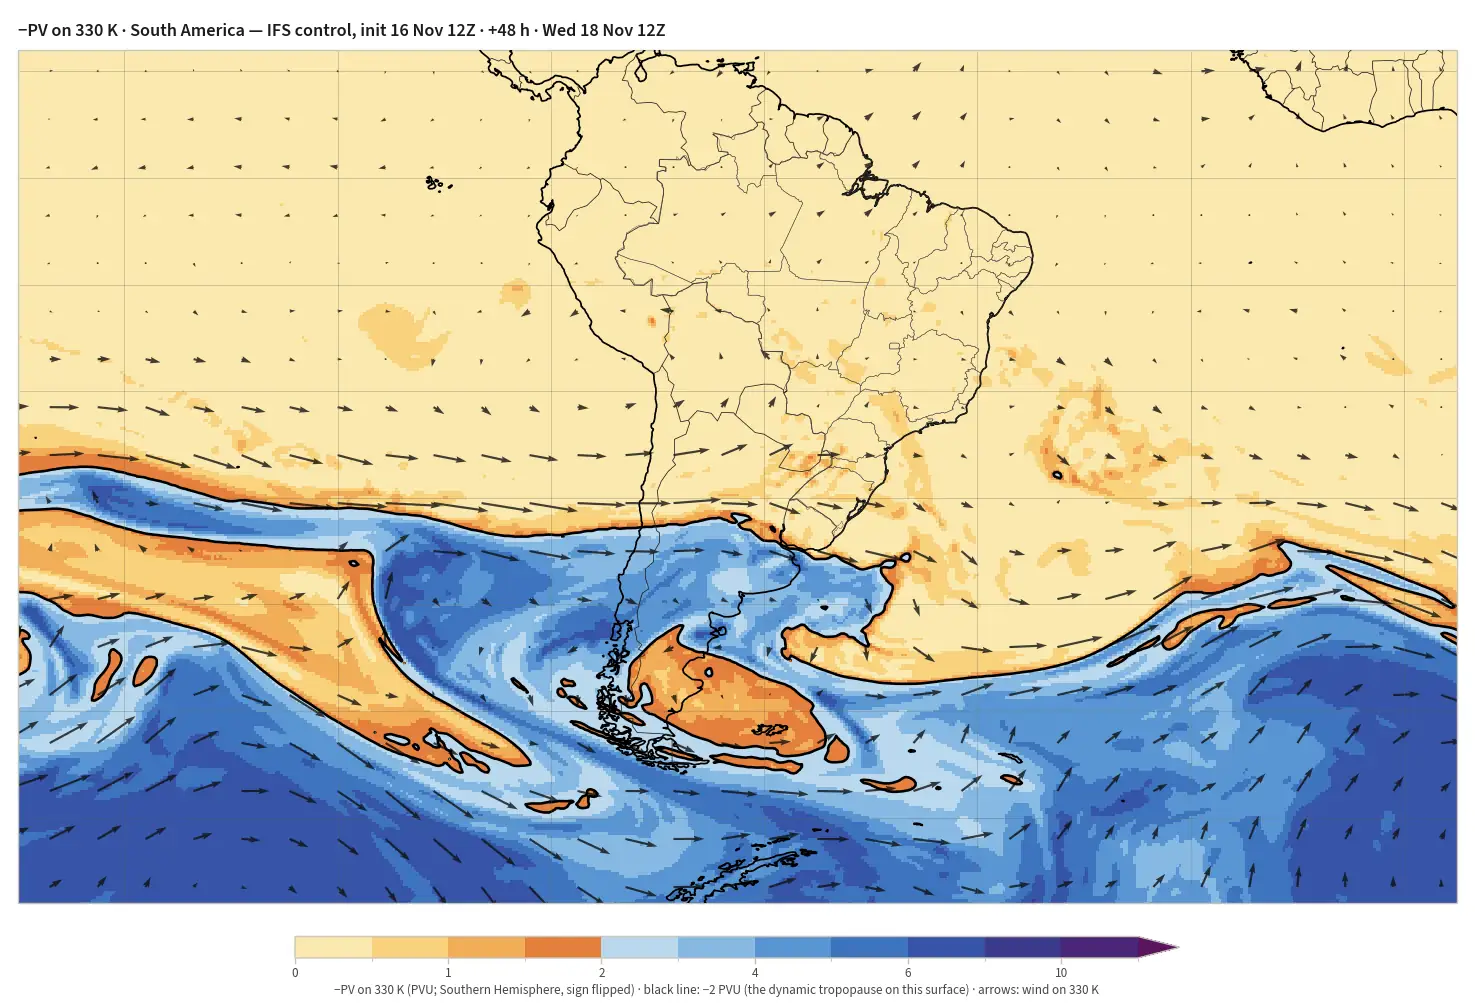 −PV on 330 K · South America — IFS control, init 16 Nov 12Z · +48 h · Wed 18 Nov 12Z
0 1 2 4 6 10
−PV on 330 K (PVU; Southern Hemisphere, sign flipped) · black line: −2 PVU (the dynamic tropopause on this surface) · arrows: wind on 330 K